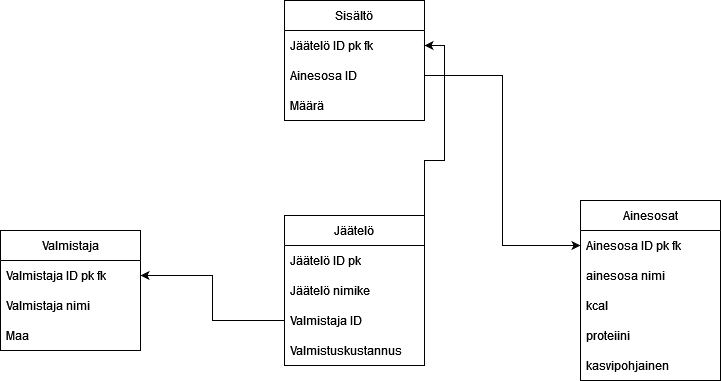 Sisältö
Jäätelö ID pk fk
Ainesosa ID
Määrä
Valmistaja
Valmistaja ID pk fk
Valmistaja nimi
Maa
Jäätelö
Jäätelö ID pk
Jäätelö nimike
Valmistaja ID
Valmistuskustannus
Ainesosat
Ainesosa ID pk fk
ainesosa nimi
kcal
proteiini
kasvipohjainen